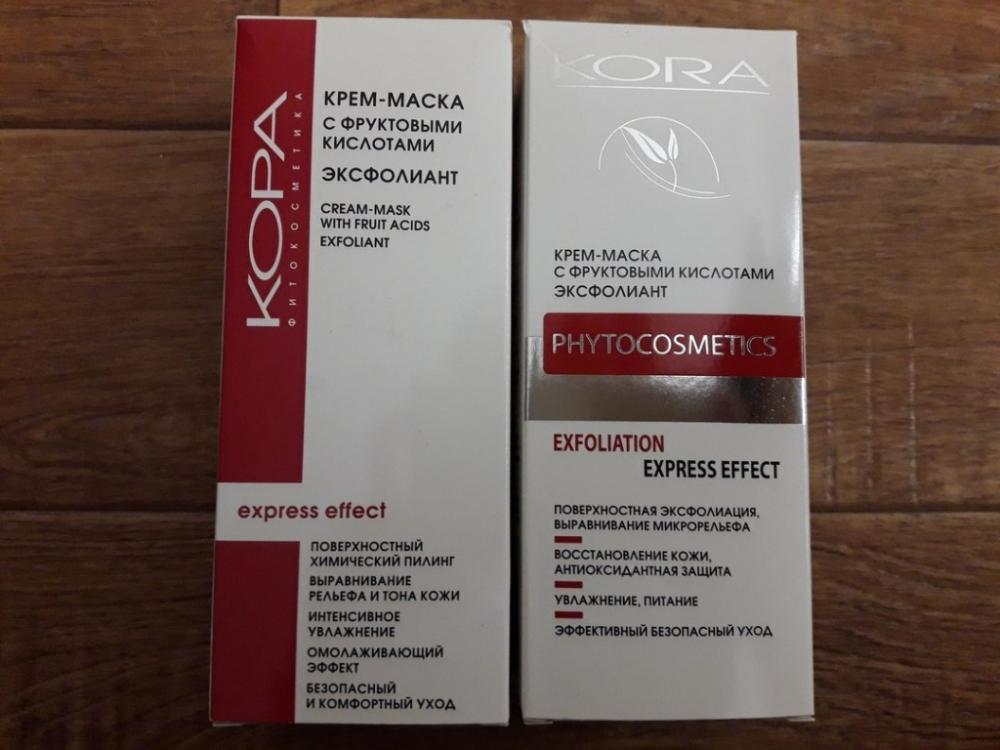 КОРА
ФИТОКОСМЕТИКА
КРЕМ-МАСКА
С ФРУКТОВЫМИ
КИСЛОТАМИ
ЭКСФОЛИАНТ
CREAM-MASK
WITH FRUIT ACIDS
EXFOLIANT
express effect
ПОВЕРХНОСТНЫЙ
ХИМИЧЕСКИЙ ПИЛИНГ
ВЫРАВНИВАНИЕ
РЕЛЬЕФА И ТОНА КОЖИ
ИНТЕНСИВНОЕ
УВЛАЖНЕНИЕ
ОМОЛАЖИВАЮЩИЙ
ЭФФЕКТ
БЕЗОПАСНЫЙ
И КОМФОРТНЫЙ УХОД
KORA
КРЕМ-МАСКА
С ФРУКТОВЫМИ КИСЛОТАМИ
ЭКСФОЛИАНТ
PHYTOCOSMETICS
EXFOLIATION
EXPRESS EFFECT
ПОВЕРХНОСТНАЯ ЭКСФОЛИАЦИЯ,
ВЫРАВНИВАНИЕ МИКРОРЕЛЬЕФА
ВОССТАНОВЛЕНИЕ КОЖИ,
АНТИОКСИДАНТНАЯ ЗАЩИТА
УВЛАЖНЕНИЕ, ПИТАНИЕ
ЭФФЕКТИВНЫЙ БЕЗОПАСНЫЙ УХОД